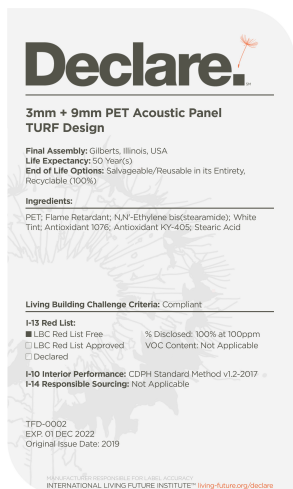 Declare.
SM
3mm + 9mm PET Acoustic Panel
TURF Design
Final Assembly: Gilberts, Illinois, USA
Life Expectancy: 50 Year(s)
End of Life Options: Salvageable/Reusable in its Entirety,
Recyclable (100%)
Ingredients:
PET; Flame Retardant; N,N'-Ethylene bis(stearamide); White
Tint; Antioxidant 1076; Antioxidant KY-405; Stearic Acid
Living Building Challenge Criteria: Compliant
I-13 Red List:
■ LBC Red List Free % Disclosed: 100% at 100ppm
□ LBC Red List Approved VOC Content: Not Applicable
□ Declared
I-10 Interior Performance: CDPH Standard Method v1.2-2017
I-14 Responsible Sourcing: Not Applicable
TFD-0002
EXP. 01 DEC 2022
Original Issue Date: 2019
MANUFACTURER RESPONSIBLE FOR LABEL ACCURACY
INTERNATIONAL LIVING FUTURE INSTITUTE™ living-future.org/declare